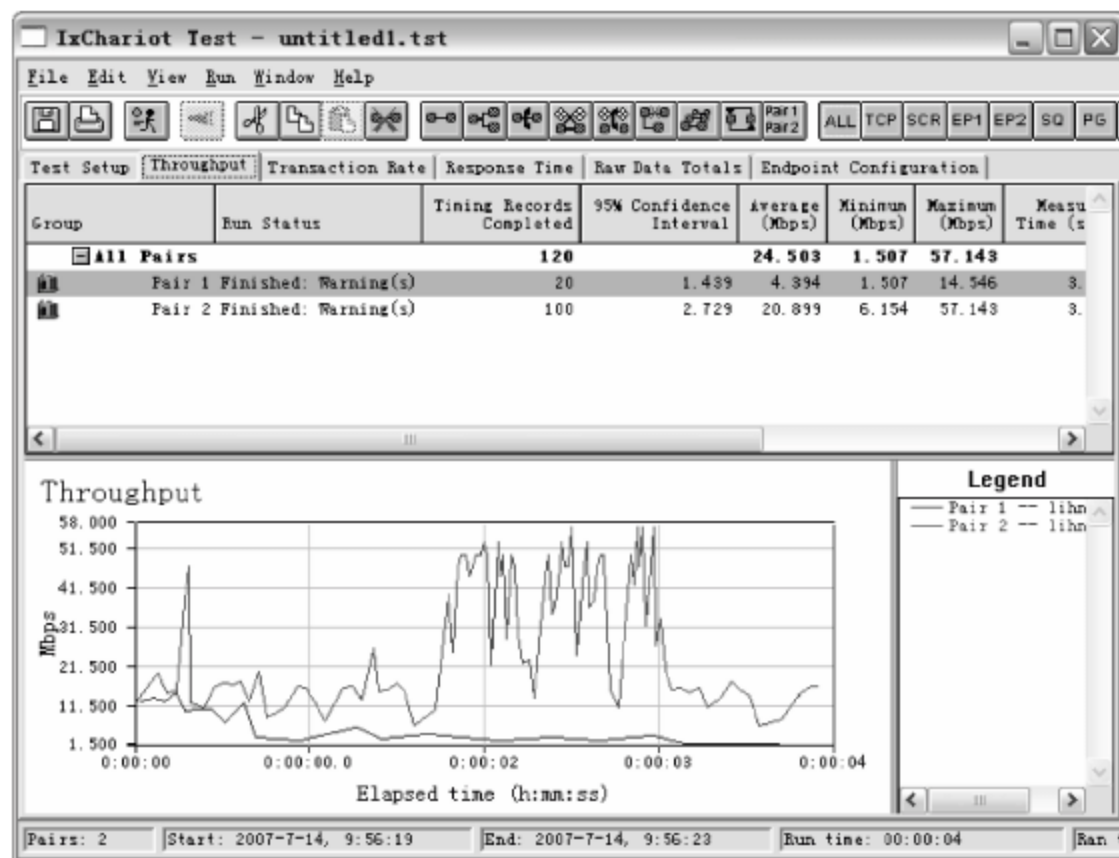 IxChariot Test - untitled1.tst
File Edit View Run Window Help
Par1 Par2 ALL TCP SCR EP1 EP2 SQ PG
Test Setup Throughput Transaction Rate Response Time Raw Data Totals Endpoint Configuration
Group Run Status Timing Records Completed 95% Confidence Interval Average (Mbps) Minimum (Mbps) Maximum (Mbps) Measu Time (s
All Pairs 120 24.503 1.507 57.143
Pair 1 Finished: Warning(s) 20 1.439 4.394 1.507 14.546 3.
Pair 2 Finished: Warning(s) 100 2.729 20.899 6.154 57.143 3.
Throughput
Legend
Pair 1 -- lihn
Pair 2 -- lihn
58.000
51.500
41.500
31.500
21.500
11.500
1.500
Mbps
0:00:00 0:00:00.0 0:00:02 0:00:03 0:00:04
Elapsed time (h:mm:ss)
Pairs: 2 Start: 2007-7-14, 9:56:19 End: 2007-7-14, 9:56:23 Run time: 00:00:04 Ran